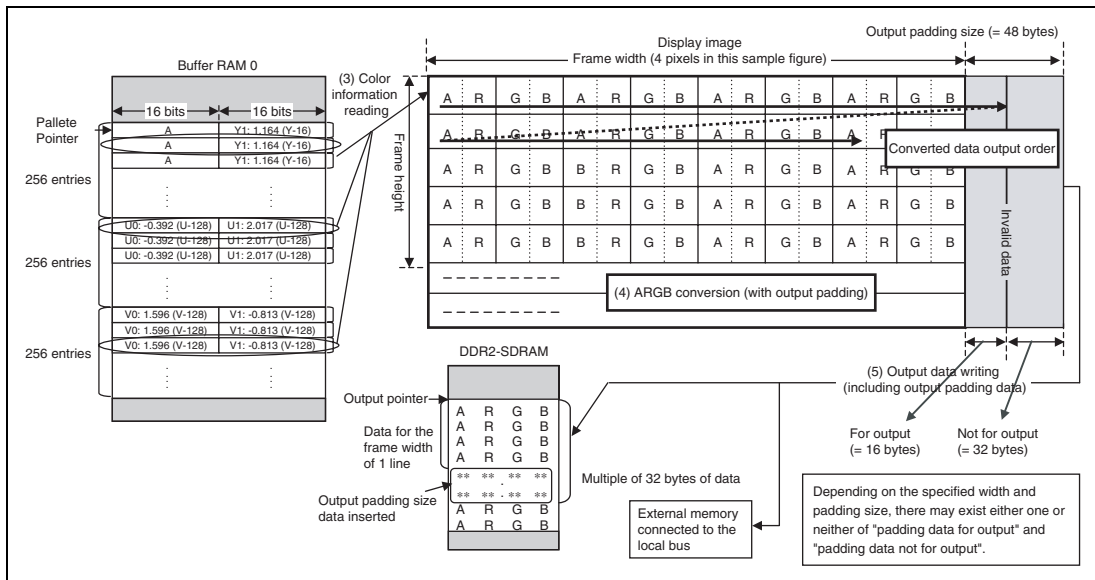 Buffer RAM 0
16 bits 16 bits
Pallete
Pointer
A Y1: 1.164 (Y-16)
A Y1: 1.164 (Y-16)
A Y1: 1.164 (Y-16)
256 entries
U0: -0.392 (U-128) U1: 2.017 (U-128)
U0: -0.392 (U-128) U1: 2.017 (U-128)
U0: -0.392 (U-128) U1: 2.017 (U-128)
256 entries
V0: 1.596 (V-128) V1: -0.813 (V-128)
V0: 1.596 (V-128) V1: -0.813 (V-128)
V0: 1.596 (V-128) V1: -0.813 (V-128)
256 entries
(3) Color
information
reading
Display image
Frame width (4 pixels in this sample figure)
Output padding size (= 48 bytes)
Frame height
A R G B A R G B A R G B A R G B
A R G B A R G B A R G B A R
Converted data output order
A R G B B R G B A R G B A R G B
A R G B B R G B A R G B A R G B
A R G B B R G B A R G B A R G B
Invalid data
(4) ARGB conversion (with output padding)
(5) Output data writing
(including output padding data)
For output
(= 16 bytes)
Not for output
(= 32 bytes)
DDR2-SDRAM
Output pointer
A R G B
A R G B
A R G B
A R G B
Data for the
frame width
of 1 line
** ** ** **
** ** ** **
Output padding size
data inserted
A R G B
A R G B
Multiple of 32 bytes of data
External memory
connected to the
local bus
Depending on the specified width and
padding size, there may exist either one or
neither of "padding data for output" and
"padding data not for output".